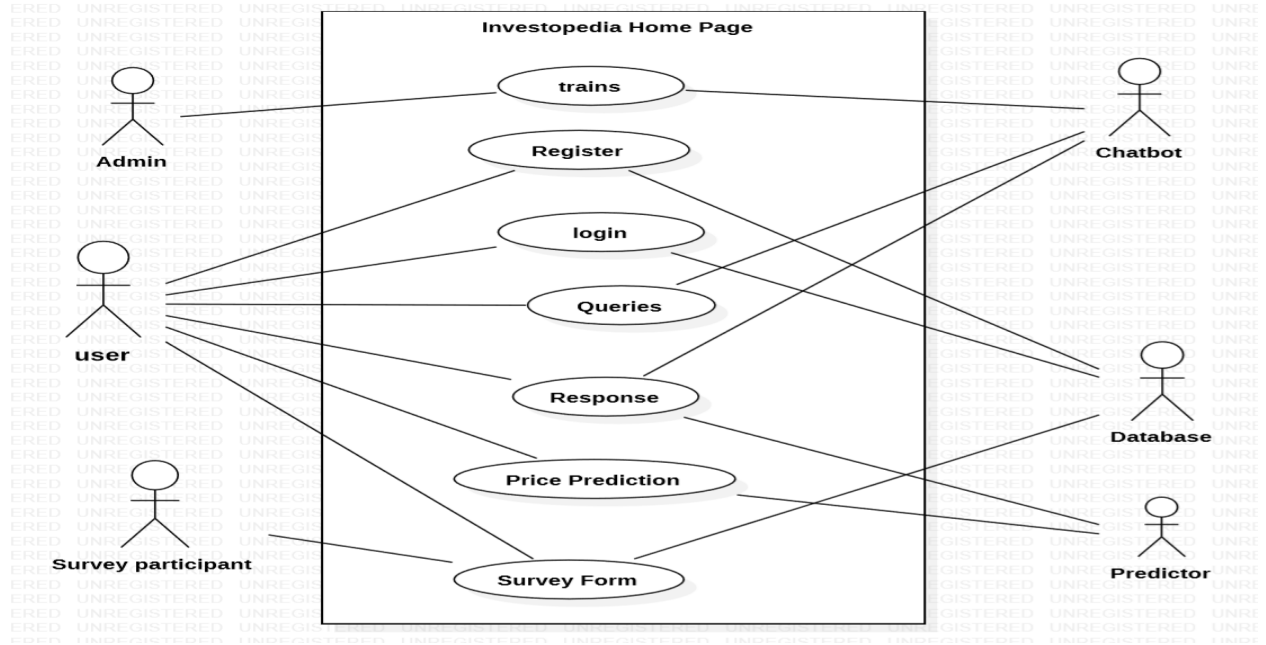 Investopedia Home Page
trains
Admin
Chatbot
Register
login
Queries
user
Response
Database
Price Prediction
Survey participant
Predictor
Survey Form
UNREGISTERED